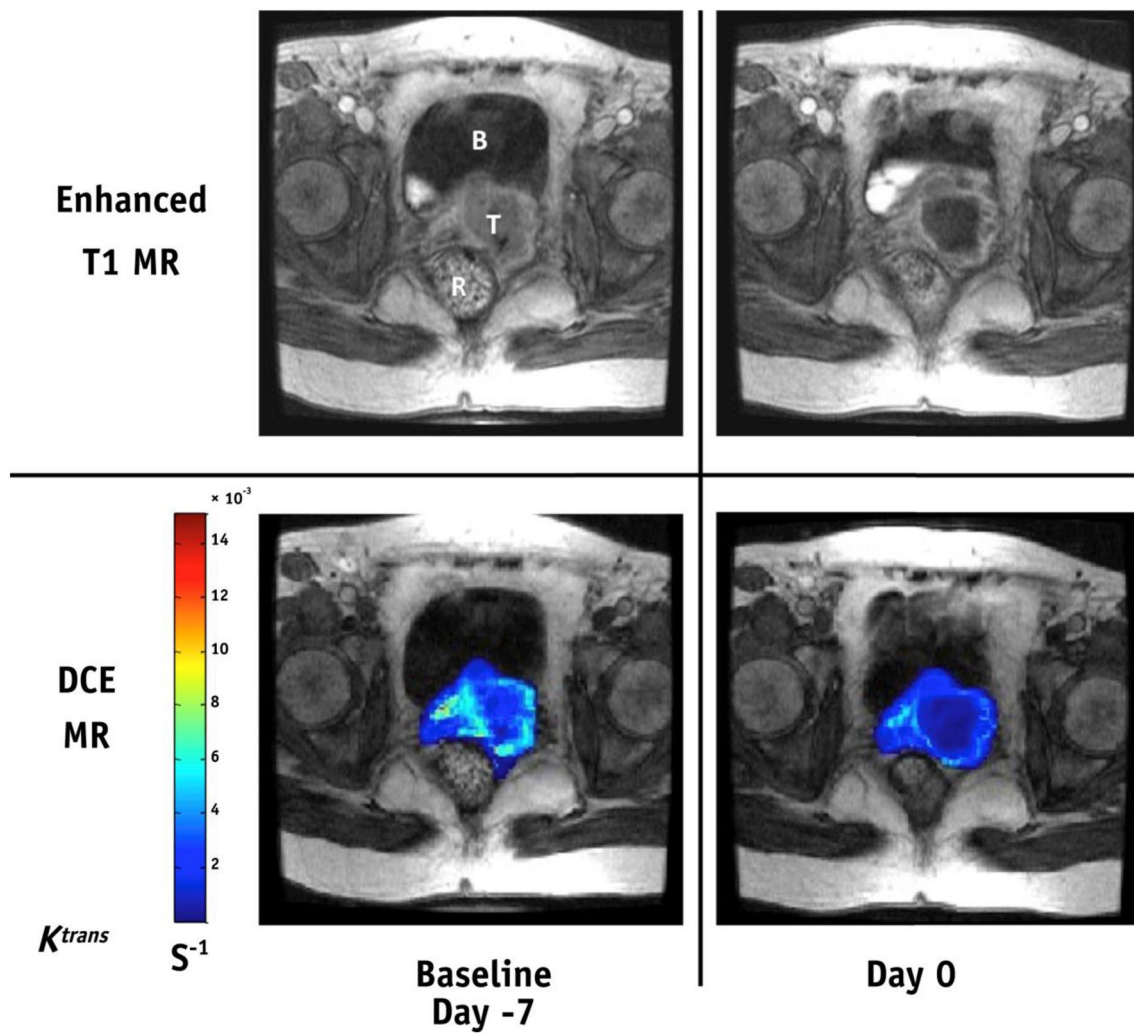 Enhanced
T1 MR
B
T
R
× 10⁻³
14
12
10
8
6
4
2
DCE
MR
K^trans
S⁻¹
Baseline
Day -7
Day 0